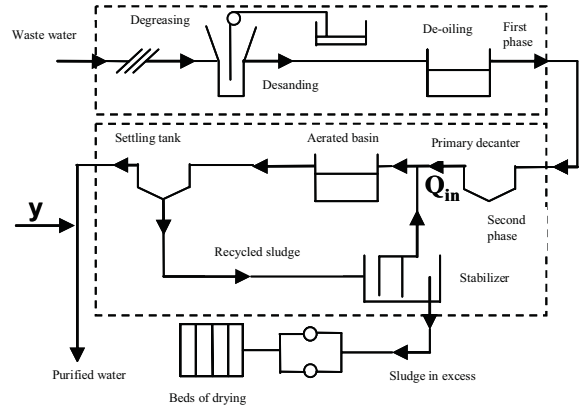 Degreasing
De-oiling
First
phase
Waste water
Desanding
Settling tank
Aerated basin
Primary decanter
Qin
y
Second
phase
Recycled sludge
Stabilizer
Purified water
Sludge in excess
Beds of drying